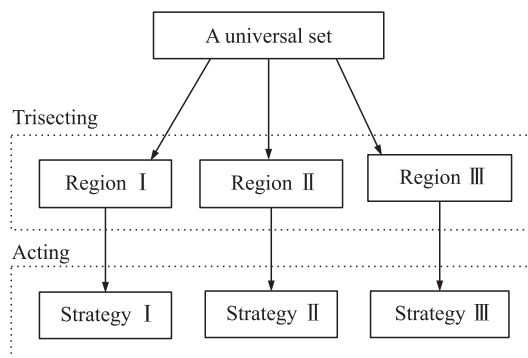 A universal set
Trisecting
Region Ⅰ
Region Ⅱ
Region Ⅲ
Acting
Strategy Ⅰ
Strategy Ⅱ
Strategy Ⅲ